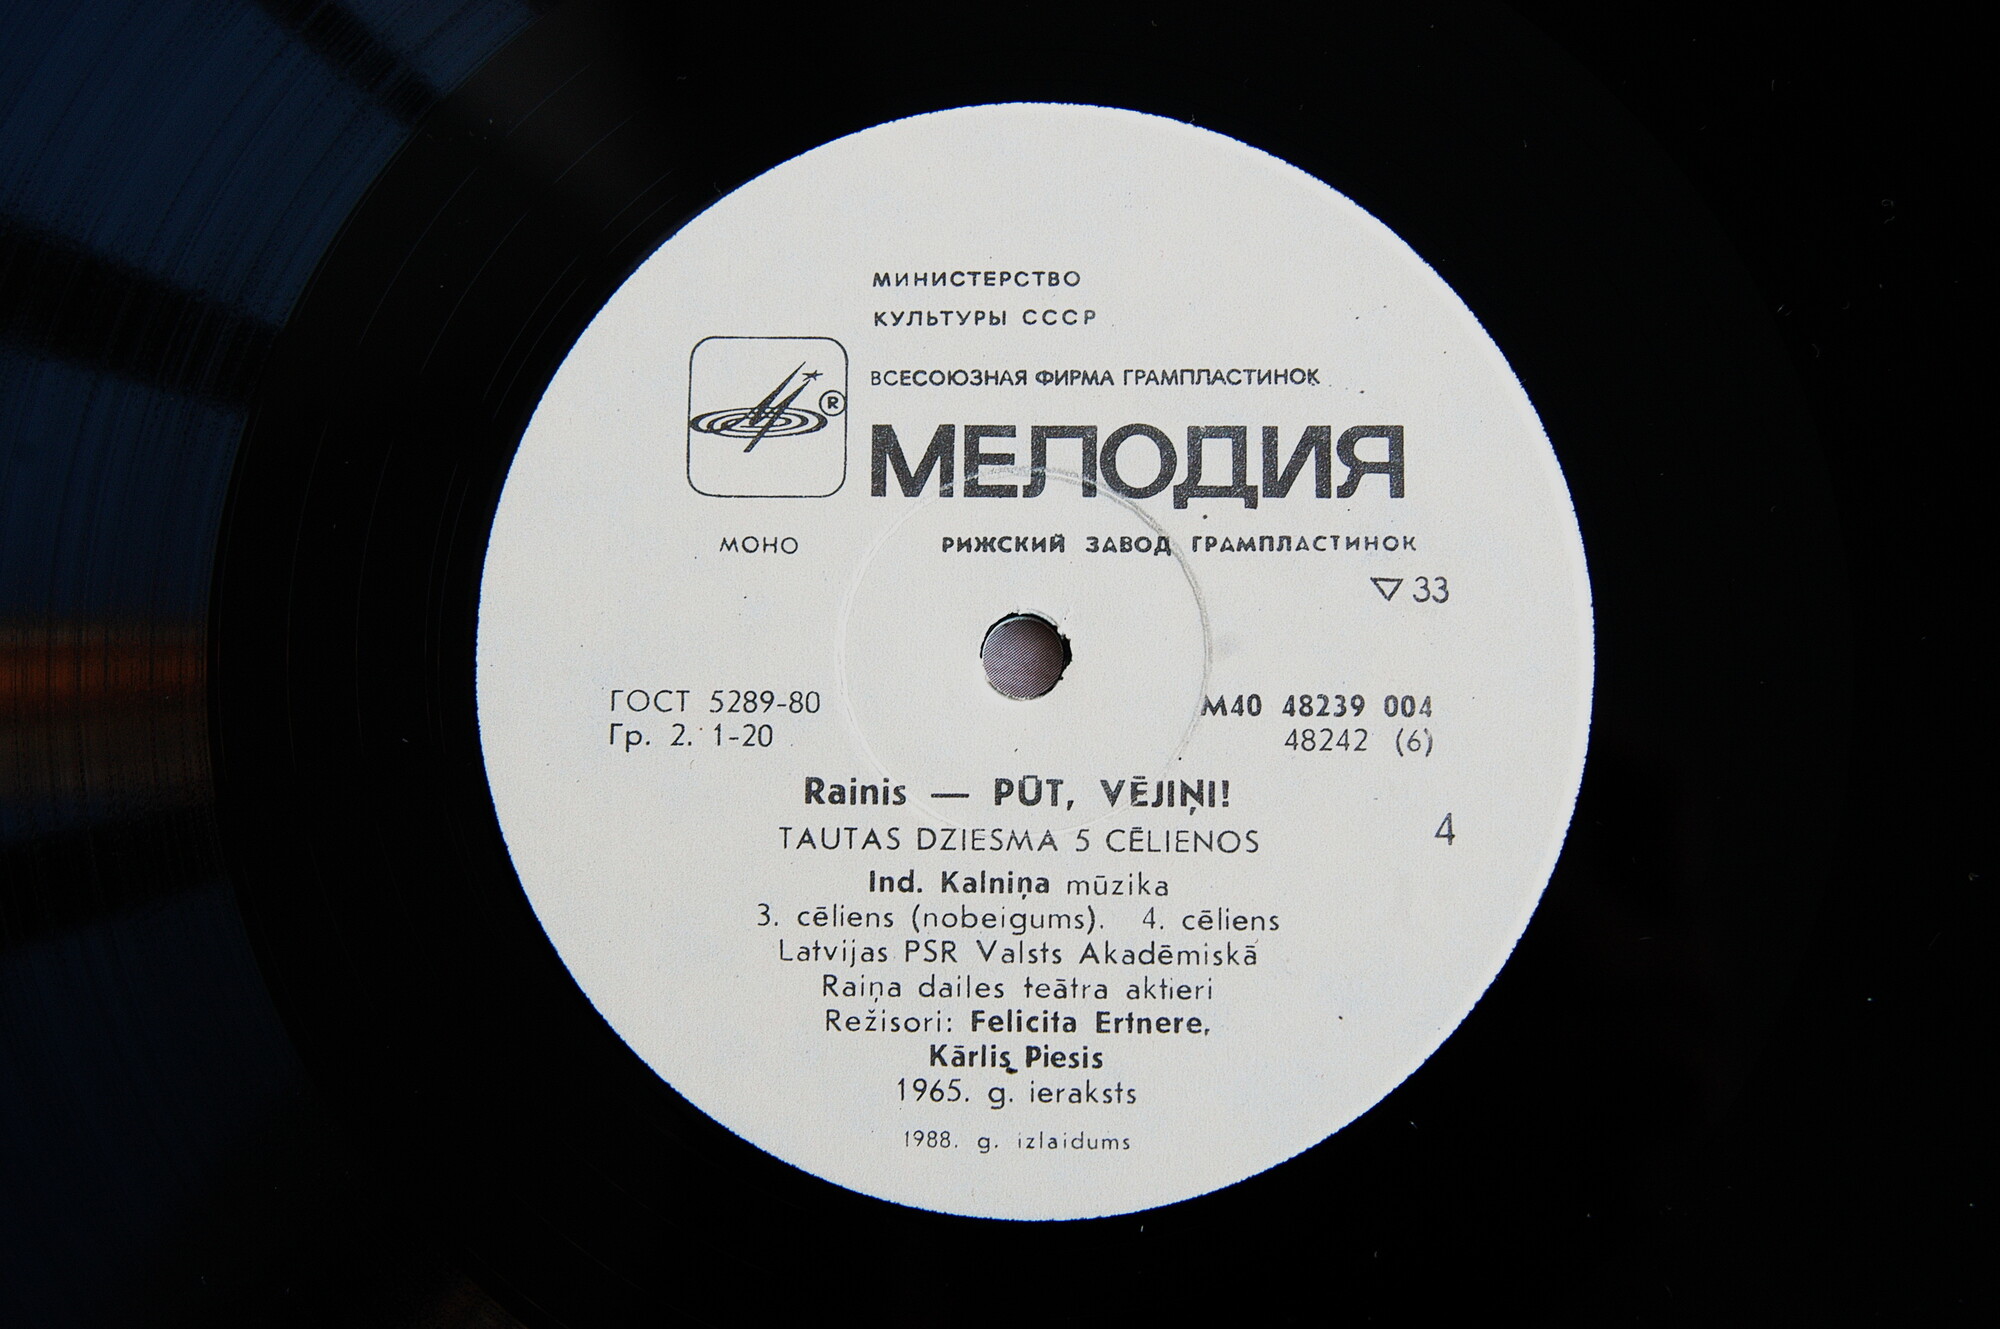 МИНИСТЕРСТВО
КУЛЬТУРЫ СССР
ВСЕСОЮЗНАЯ ФИРМА ГРАМПЛАСТИНОК
®
МЕЛОДИЯ
МОНО РИЖСКИЙ ЗАВОД ГРАМПЛАСТИНОК
▽ 33
ГОСТ 5289-80 М40 48239 004
Гр. 2. 1-20 48242 (6)
Rainis — PŪT, VĒJIŅI!
TAUTAS DZIESMA 5 CĒLIENOS 4
Ind. Kalniņa mūzika
3. cēliens (nobeigums). 4. cēliens
Latvijas PSR Valsts Akadēmiskā
Raiņa dailes teātra aktieri
Režisori: Felicita Ertnere,
Kārlis Piesis
1965. g. ieraksts
1988. g. izlaidums